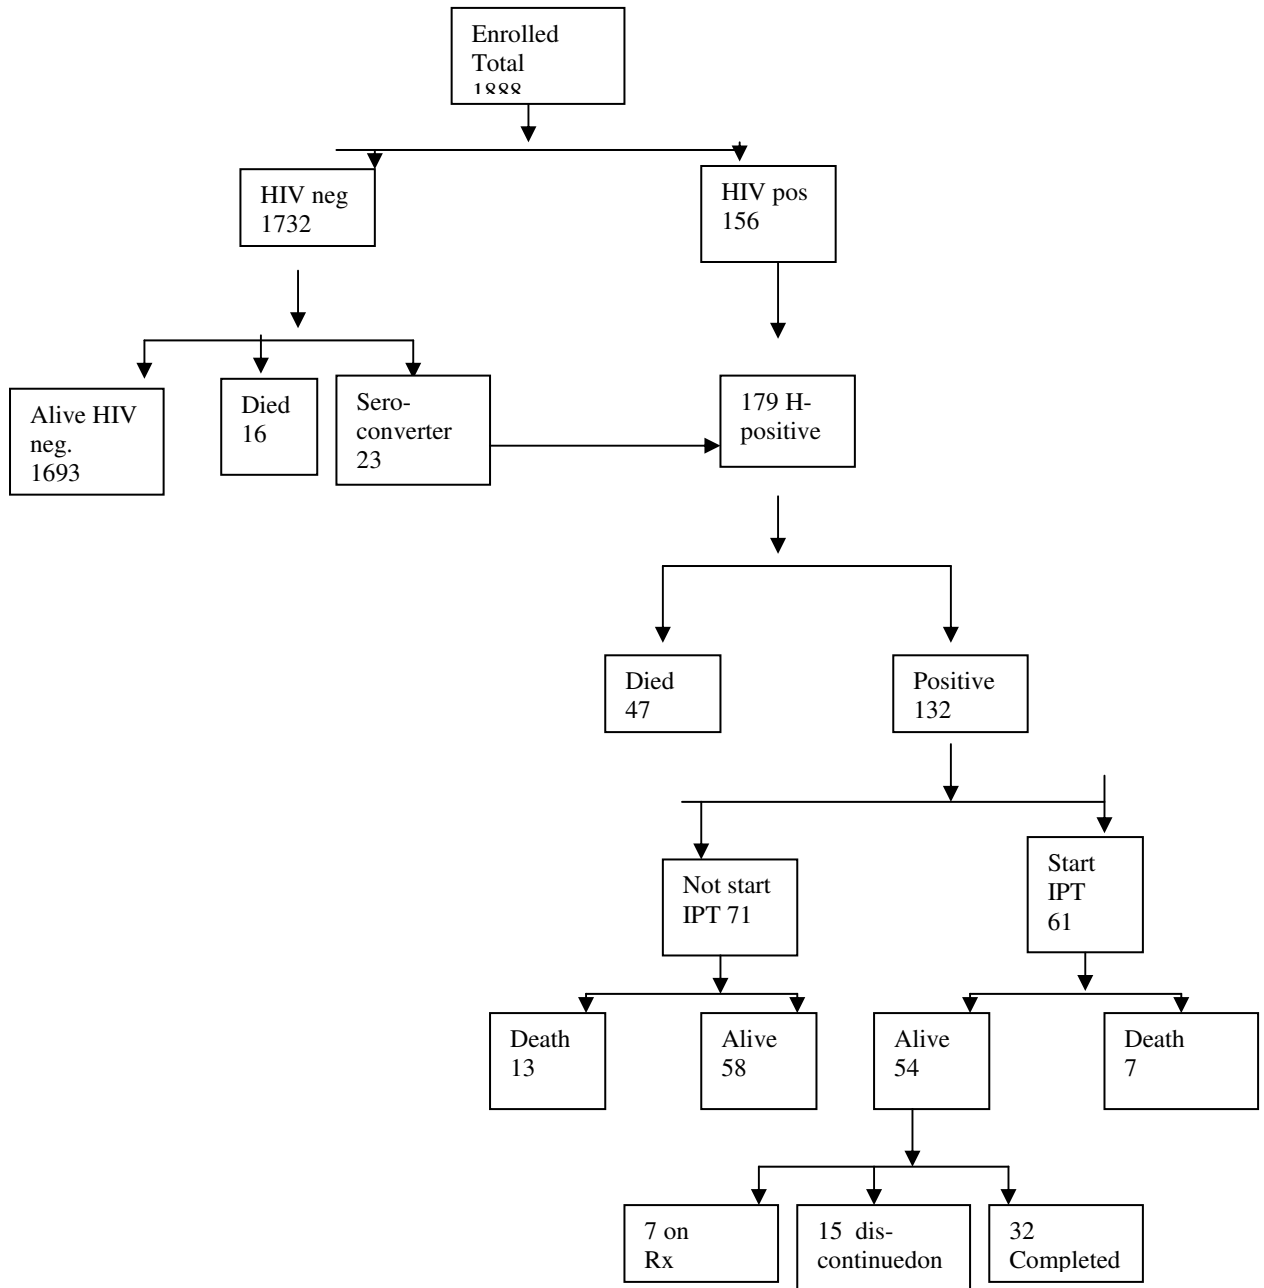 Enrolled
Total
1888
HIV neg
1732
HIV pos
156
Alive HIV
neg.
1693
Died
16
Sero-
converter
23
179 H-
positive
Died
47
Positive
132
Not start
IPT 71
Start
IPT
61
Death
13
Alive
58
Alive
54
Death
7
7 on
Rx
15 dis-
continuedon
32
Completed